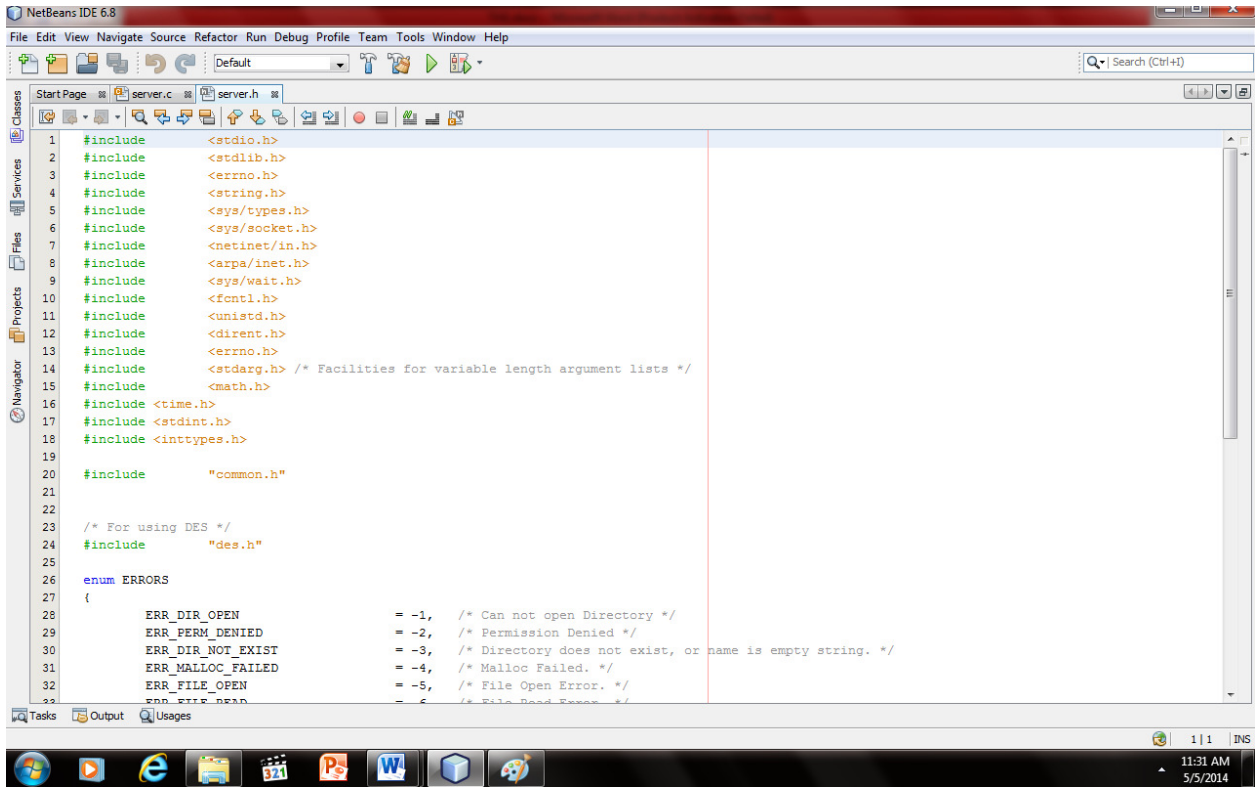 NetBeans IDE 6.8
File Edit View Navigate Source Refactor Run Debug Profile Team Tools Window Help
Default
Search (Ctrl+I)
Start Page server.c server.h
Classes
Services
Files
Projects
Navigator
1 #include <stdio.h>
2 #include <stdlib.h>
3 #include <errno.h>
4 #include <string.h>
5 #include <sys/types.h>
6 #include <sys/socket.h>
7 #include <netinet/in.h>
8 #include <arpa/inet.h>
9 #include <sys/wait.h>
10 #include <fcntl.h>
11 #include <unistd.h>
12 #include <dirent.h>
13 #include <errno.h>
14 #include <stdarg.h> /* Facilities for variable length argument lists */
15 #include <math.h>
16 #include <time.h>
17 #include <stdint.h>
18 #include <inttypes.h>
19
20 #include "common.h"
21
22
23 /* For using DES */
24 #include "des.h"
25
26 enum ERRORS
27 {
28 ERR_DIR_OPEN = -1, /* Can not open Directory */
29 ERR_PERM_DENIED = -2, /* Permission Denied */
30 ERR_DIR_NOT_EXIST = -3, /* Directory does not exist, or name is empty string. */
31 ERR_MALLOC_FAILED = -4, /* Malloc Failed. */
32 ERR_FILE_OPEN = -5, /* File Open Error. */
33 ERR_FILE_READ = -6, /* File Read Error. */
Tasks Output Usages
1 | 1 INS
321
11:31 AM
5/5/2014